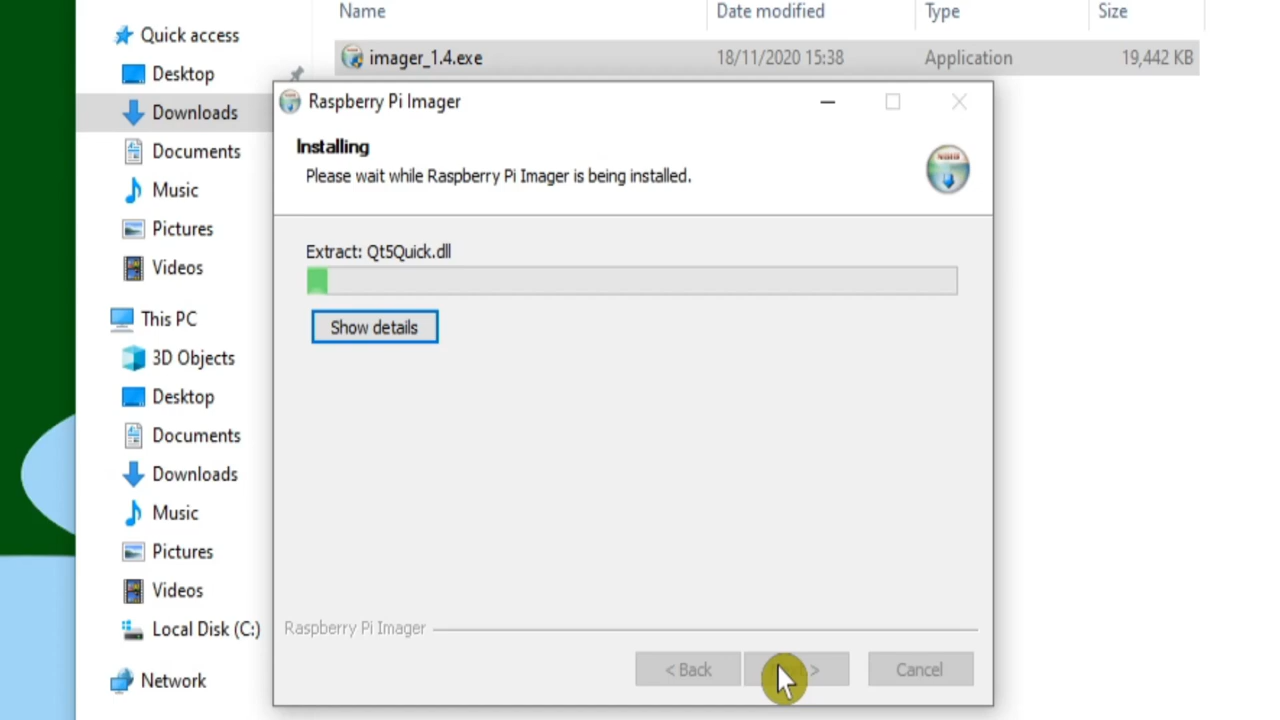 Name Date modified Type Size
imager_1.4.exe 18/11/2020 15:38 Application 19,442 KB
Quick access
Desktop
Downloads
Documents
Music
Pictures
Videos
This PC
3D Objects
Desktop
Documents
Downloads
Music
Pictures
Videos
Local Disk (C:)
Network
Raspberry Pi Imager
Installing
Please wait while Raspberry Pi Imager is being installed.
Extract: Qt5Quick.dll
Show details
Raspberry Pi Imager
< Back > Cancel